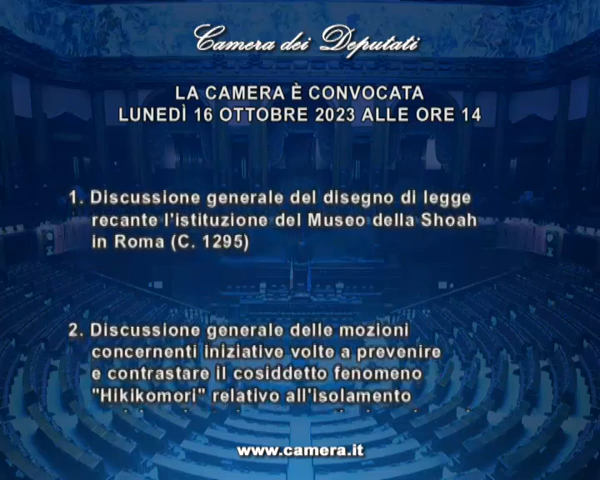 Camera dei Deputati
LA CAMERA È CONVOCATA
LUNEDÌ 16 OTTOBRE 2023 ALLE ORE 14
1. Discussione generale del disegno di legge
recante l'istituzione del Museo della Shoah
in Roma (C. 1295)
2. Discussione generale delle mozioni
concernenti iniziative volte a prevenire
e contrastare il cosiddetto fenomeno
"Hikikomori" relativo all'isolamento
www.camera.it